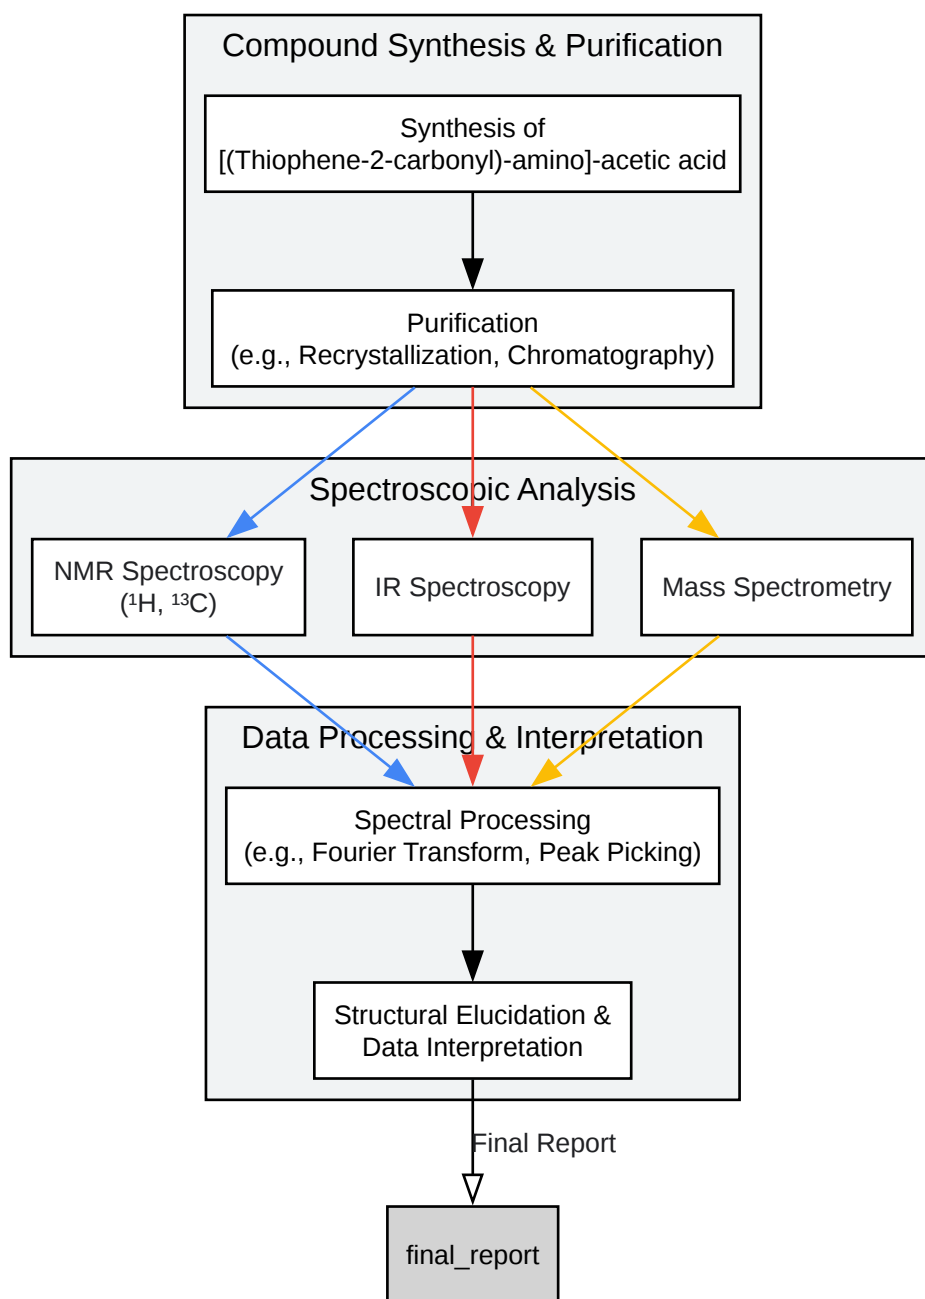 Compound Synthesis & Purification
Synthesis of
[(Thiophene-2-carbonyl)-amino]-acetic acid
Purification
(e.g., Recrystallization, Chromatography)
Spectroscopic Analysis
NMR Spectroscopy
(¹H, ¹³C)
IR Spectroscopy
Mass Spectrometry
Data Processing & Interpretation
Spectral Processing
(e.g., Fourier Transform, Peak Picking)
Structural Elucidation &
Data Interpretation
Final Report
final_report